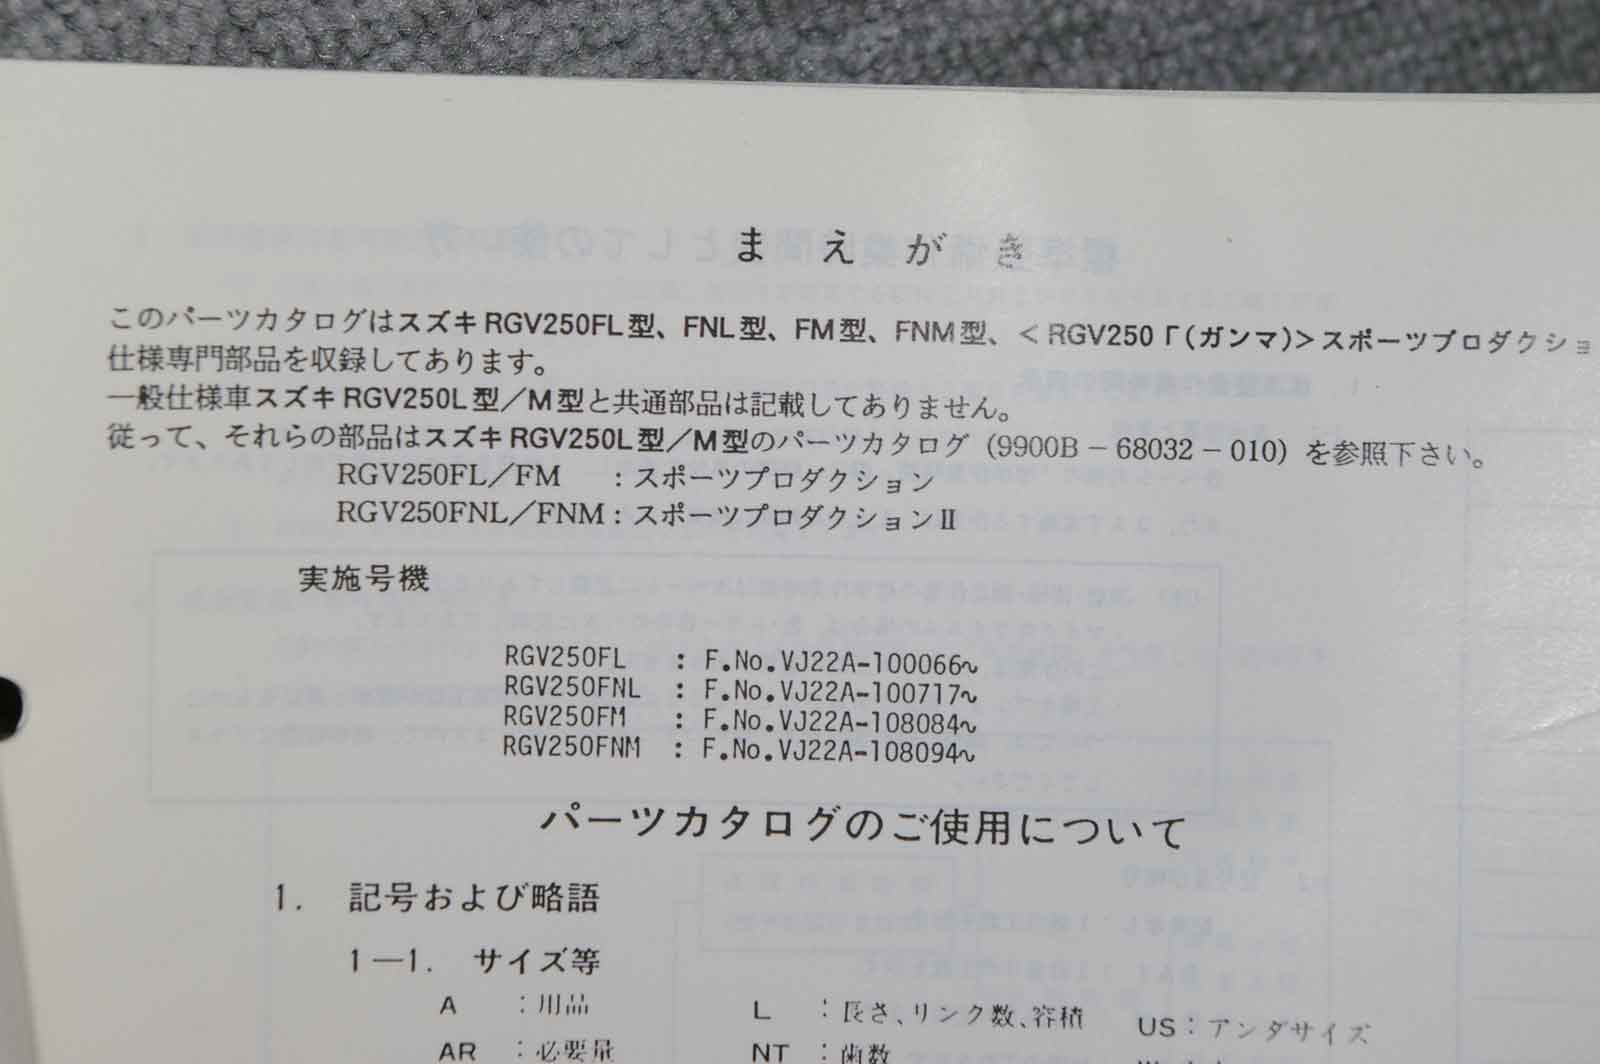 まえがき
このパーツカタログはスズキRGV250FL型、FNL型、FM型、FNM型、＜RGV250Γ(ガンマ)＞スポーツプロダクショ
仕様専門部品を収録してあります。
一般仕様車スズキRGV250L型／M型と共通部品は記載してありません。
従って、それらの部品はスズキRGV250L型／M型のパーツカタログ（9900B－68032－010）を参照下さい。
RGV250FL／FM ：スポーツプロダクション
RGV250FNL／FNM：スポーツプロダクションⅡ
実施号機
RGV250FL : F.No.VJ22A-100066~
RGV250FNL : F.No.VJ22A-100717~
RGV250FM : F.No.VJ22A-108084~
RGV250FNM : F.No.VJ22A-108094~
パーツカタログのご使用について
1. 記号および略語
1—1. サイズ等
A ：用品 L ：長さ、リンク数、容積 US：アンダサイズ
AR ：必要量 NT ：歯数